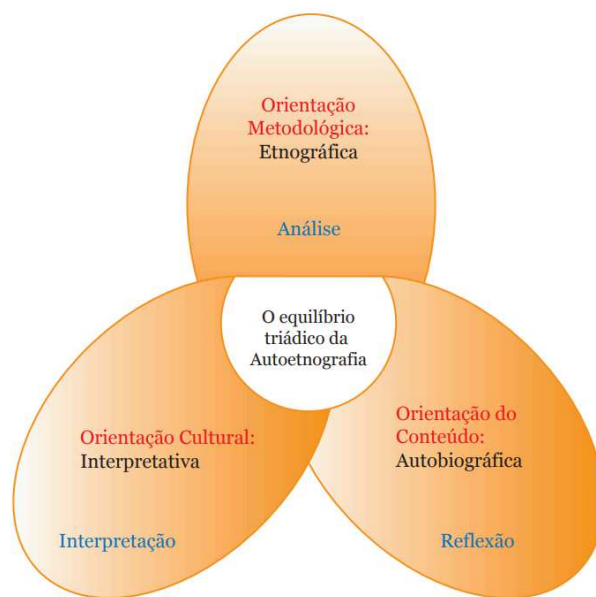 Orientação
Metodológica:
Etnográfica
Análise
O equilíbrio
triádico da
Autoetnografia
Orientação Cultural:
Interpretativa
Interpretação
Orientação do
Conteúdo:
Autobiográfica
Reflexão